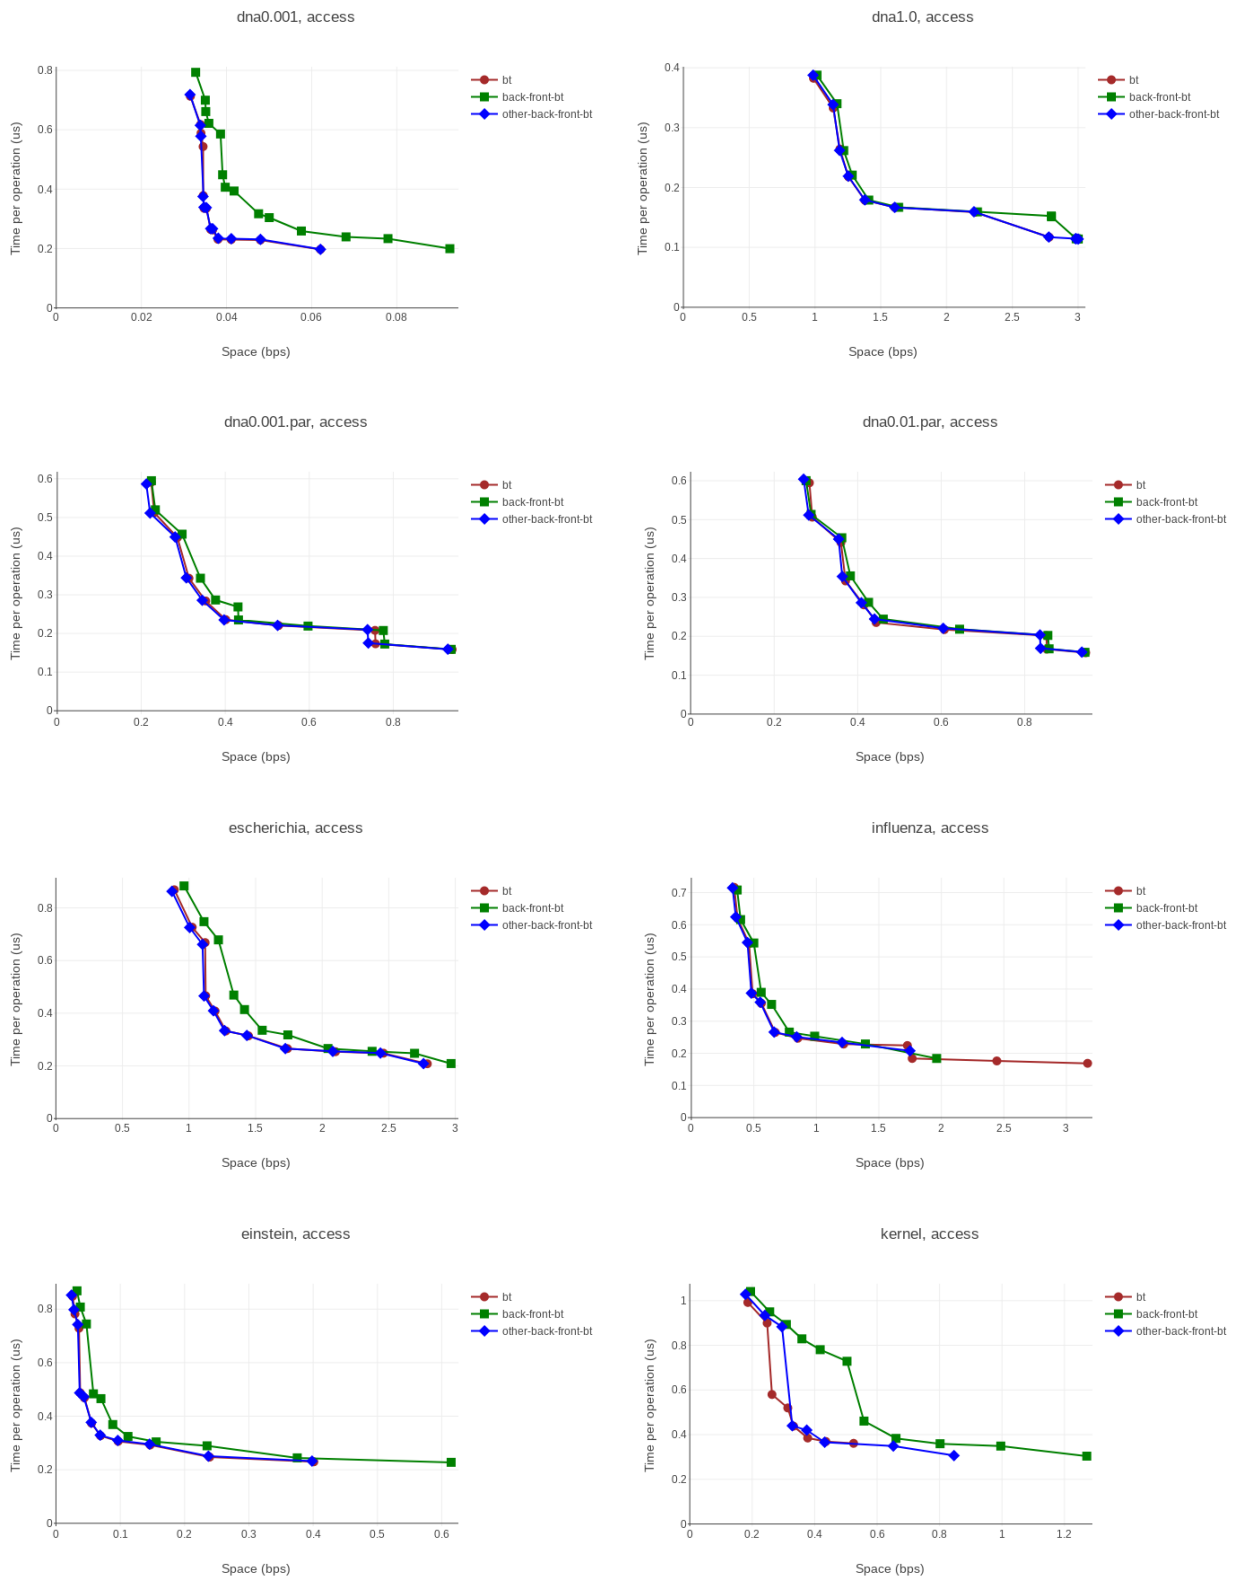 dna0.001, access
0.8
0.6
0.4
0.2
0
0
0.02
0.04
0.06
0.08
Time per operation (us)
Space (bps)
bt
back-front-bt
other-back-front-bt
dna1.0, access
0.4
0.3
0.2
0.1
0
0
0.5
1
1.5
2
2.5
3
Time per operation (us)
Space (bps)
bt
back-front-bt
other-back-front-bt
dna0.001.par, access
0.6
0.5
0.4
0.3
0.2
0.1
0
0
0.2
0.4
0.6
0.8
Time per operation (us)
Space (bps)
bt
back-front-bt
other-back-front-bt
dna0.01.par, access
0.6
0.5
0.4
0.3
0.2
0.1
0
0
0.2
0.4
0.6
0.8
Time per operation (us)
Space (bps)
bt
back-front-bt
other-back-front-bt
escherichia, access
0.8
0.6
0.4
0.2
0
0
0.5
1
1.5
2
2.5
3
Time per operation (us)
Space (bps)
bt
back-front-bt
other-back-front-bt
influenza, access
0.7
0.6
0.5
0.4
0.3
0.2
0.1
0
0
0.5
1
1.5
2
2.5
3
Time per operation (us)
Space (bps)
bt
back-front-bt
other-back-front-bt
einstein, access
0.8
0.6
0.4
0.2
0
0
0.1
0.2
0.3
0.4
0.5
0.6
Time per operation (us)
Space (bps)
bt
back-front-bt
other-back-front-bt
kernel, access
1
0.8
0.6
0.4
0.2
0
0
0.2
0.4
0.6
0.8
1
1.2
Time per operation (us)
Space (bps)
bt
back-front-bt
other-back-front-bt